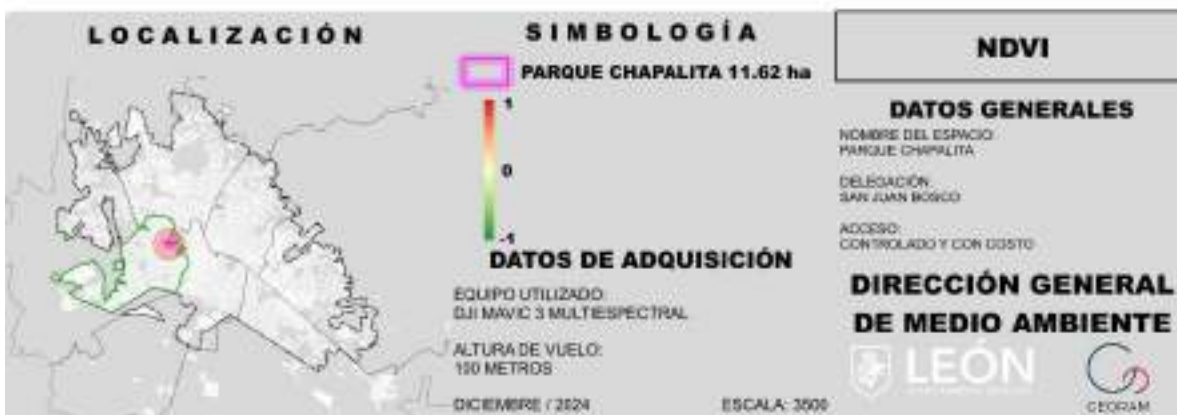 LOCALIZACIÓN
SIMBOLOGÍA
PARQUE CHAPALITA 11.62 ha
1
0
-1
DATOS DE ADQUISICIÓN
EQUIPO UTILIZADO:
DJI MAVIC 3 MULTIESPECTRAL
ALTURA DE VUELO:
100 METROS
DICIEMBRE / 2024
ESCALA: 3500
NDVI
DATOS GENERALES
NOMBRE DEL ESPACIO:
PARQUE CHAPALITA
DELEGACIÓN:
SAN JUAN BOSCO
ACCESO:
CONTROLADO Y CON COSTO
DIRECCIÓN GENERAL
DE MEDIO AMBIENTE
LEÓN
GEORAM